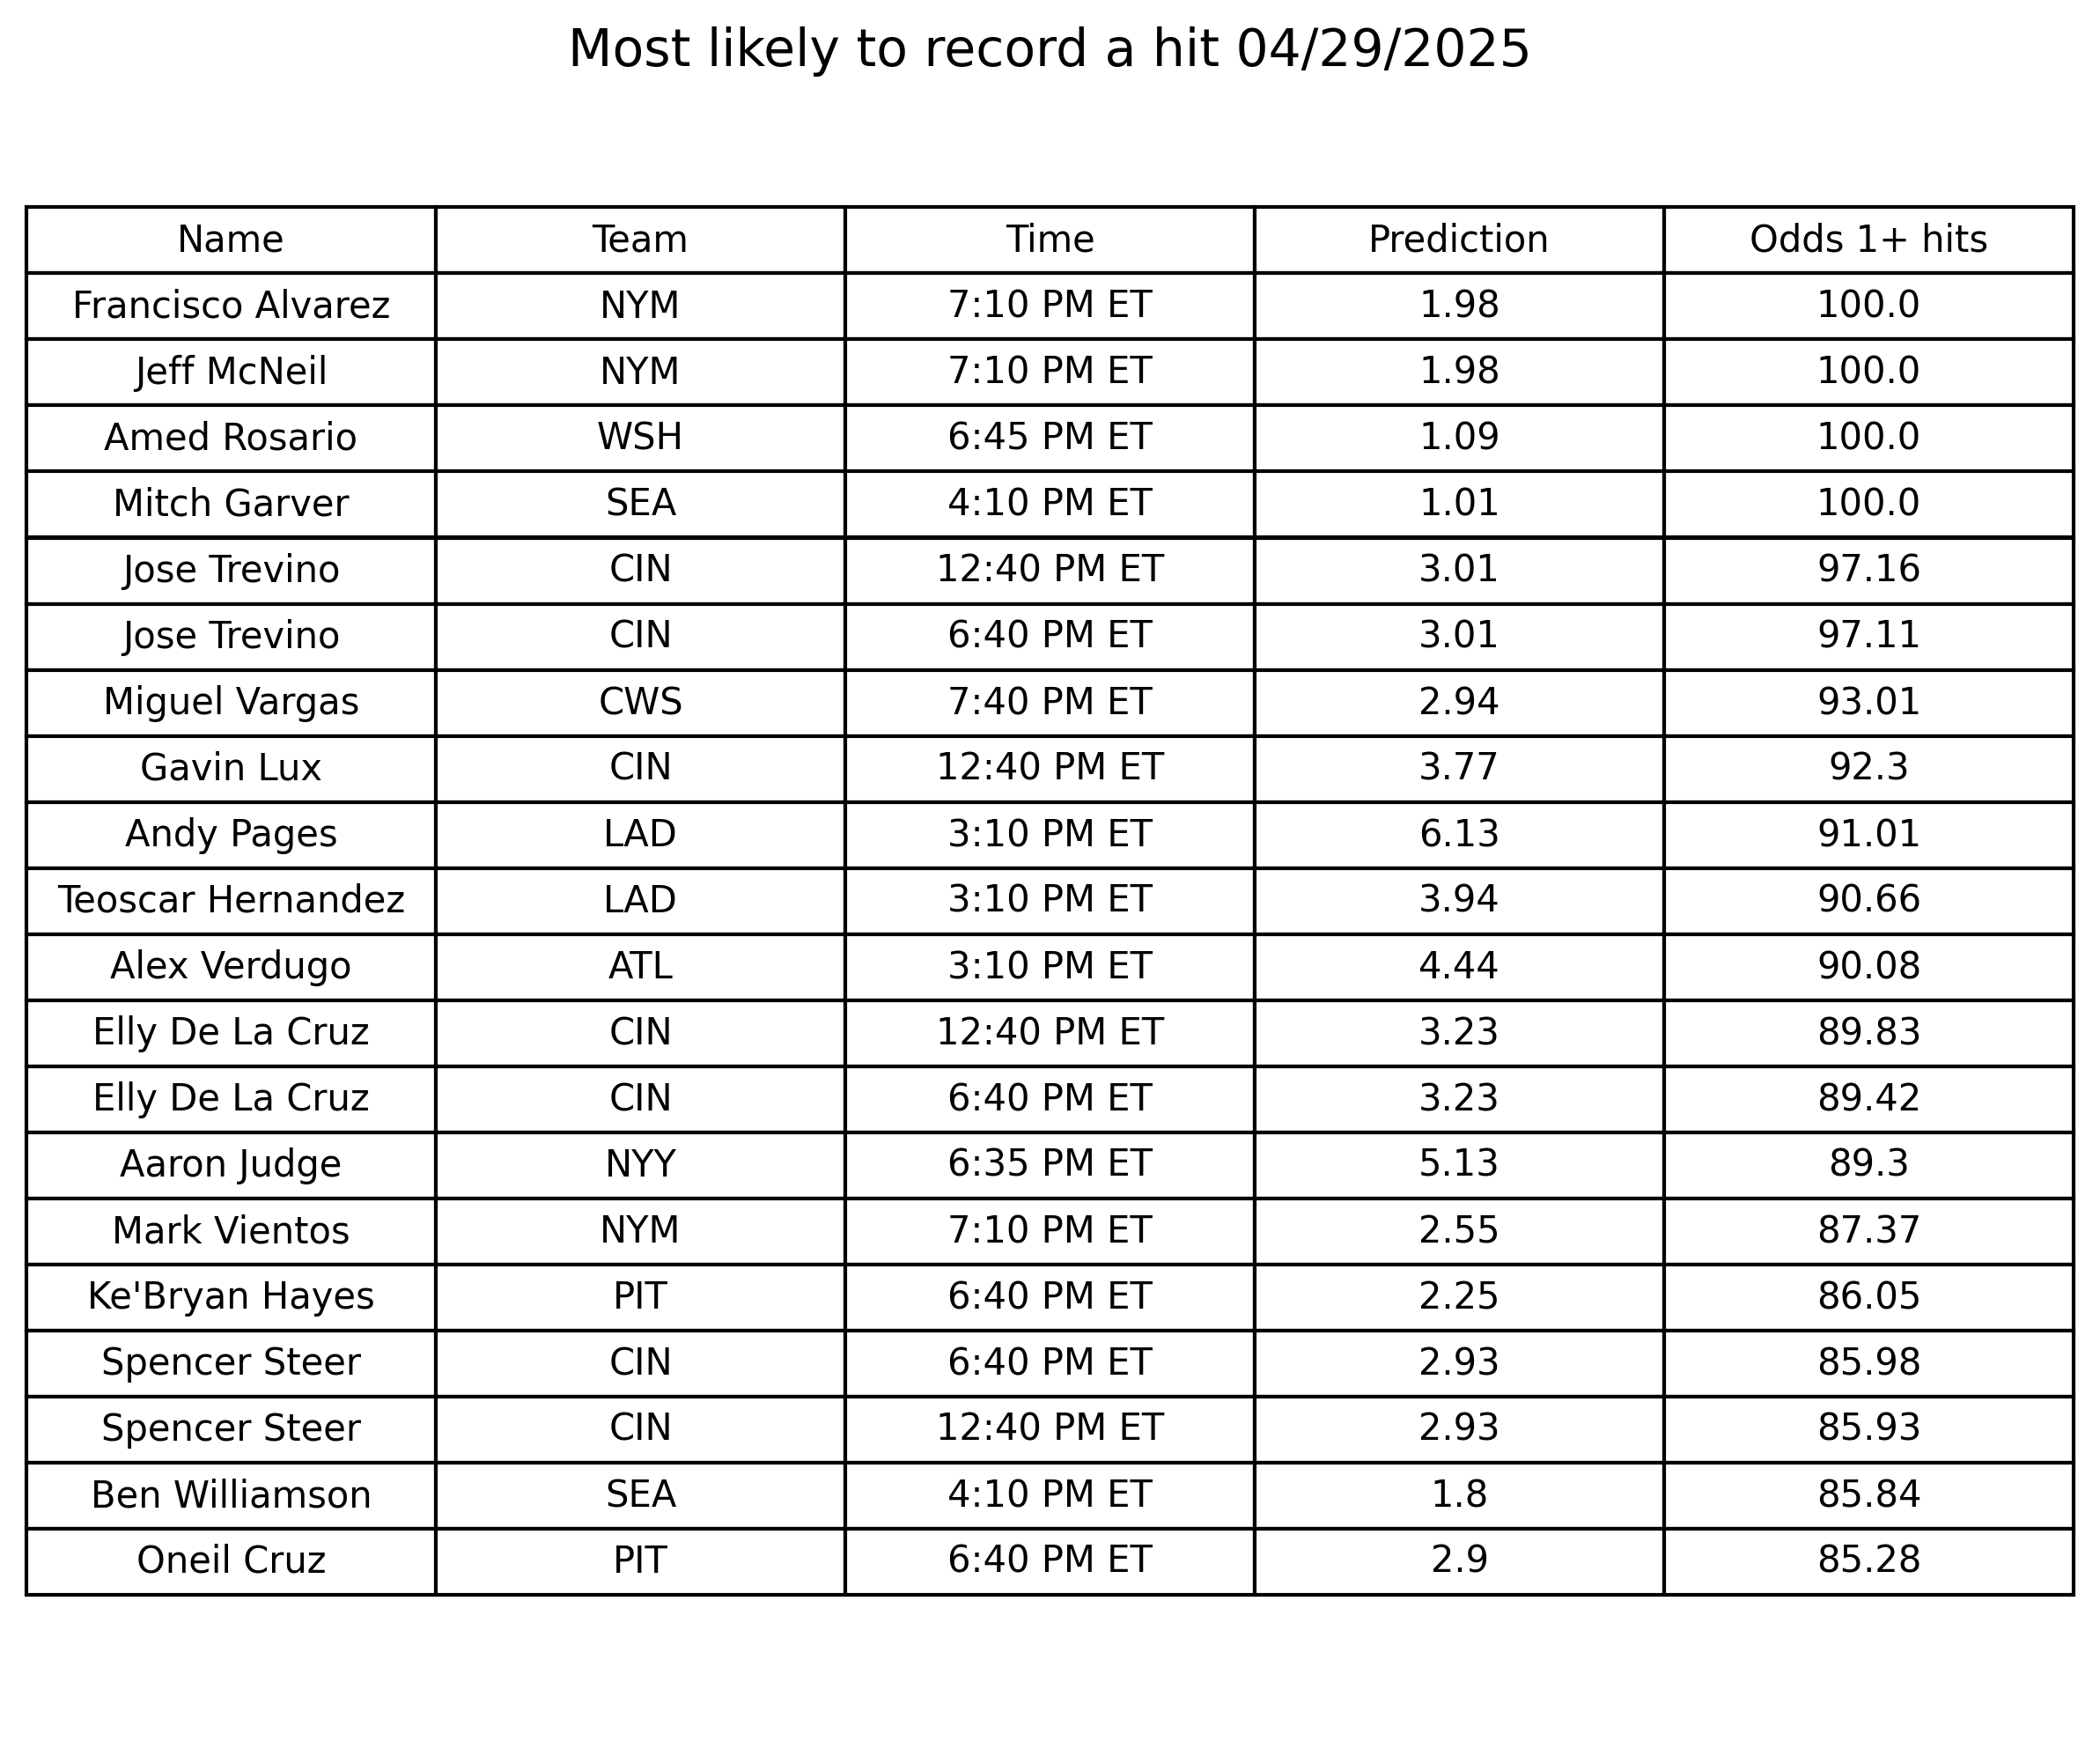 Most likely to record a hit 04/29/2025
Name Team Time Prediction Odds 1+ hits
Francisco Alvarez NYM 7:10 PM ET 1.98 100.0
Jeff McNeil NYM 7:10 PM ET 1.98 100.0
Amed Rosario WSH 6:45 PM ET 1.09 100.0
Mitch Garver SEA 4:10 PM ET 1.01 100.0
Jose Trevino CIN 12:40 PM ET 3.01 97.16
Jose Trevino CIN 6:40 PM ET 3.01 97.11
Miguel Vargas CWS 7:40 PM ET 2.94 93.01
Gavin Lux CIN 12:40 PM ET 3.77 92.3
Andy Pages LAD 3:10 PM ET 6.13 91.01
Teoscar Hernandez LAD 3:10 PM ET 3.94 90.66
Alex Verdugo ATL 3:10 PM ET 4.44 90.08
Elly De La Cruz CIN 12:40 PM ET 3.23 89.83
Elly De La Cruz CIN 6:40 PM ET 3.23 89.42
Aaron Judge NYY 6:35 PM ET 5.13 89.3
Mark Vientos NYM 7:10 PM ET 2.55 87.37
Ke'Bryan Hayes PIT 6:40 PM ET 2.25 86.05
Spencer Steer CIN 6:40 PM ET 2.93 85.98
Spencer Steer CIN 12:40 PM ET 2.93 85.93
Ben Williamson SEA 4:10 PM ET 1.8 85.84
Oneil Cruz PIT 6:40 PM ET 2.9 85.28